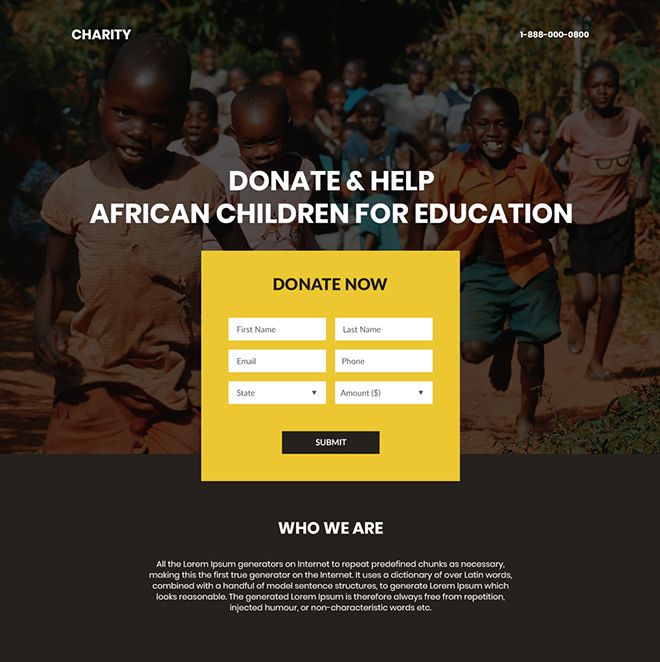 CHARITY
1-888-000-0800
DONATE & HELP
AFRICAN CHILDREN FOR EDUCATION
DONATE NOW
First Name
Last Name
Email
Phone
State
Amount ($)
SUBMIT
WHO WE ARE
All the Lorem Ipsum generators on Internet to repeat predefined chunks as necessary,
making this the first true generator on the Internet. It uses a dictionary of over Latin words,
combined with a handful of model sentence structures, to generate Lorem Ipsum which
looks reasonable. The generated Lorem Ipsum is therefore always free from repetition,
injected humour, or non-characteristic words etc.